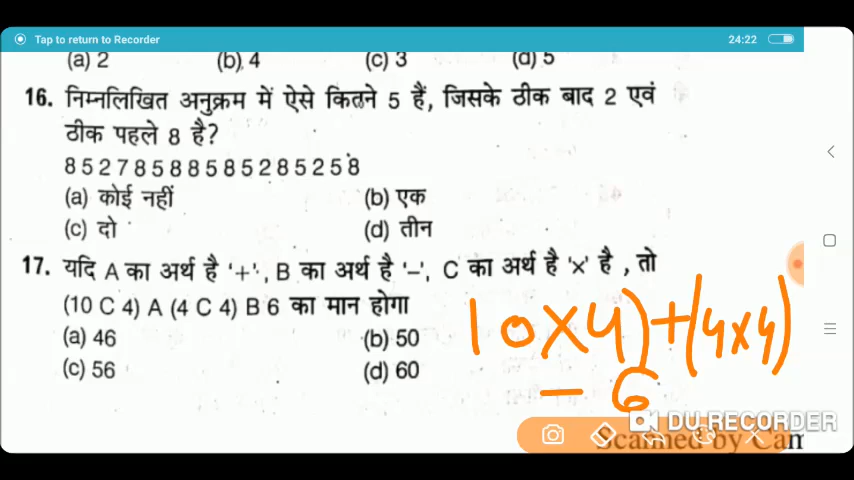 Tap to return to Recorder 24:22
(a) 2 (b) 4 (c) 3 (d) 5
16. निम्नलिखित अनुक्रम में ऐसे कितने 5 हैं, जिसके ठीक बाद 2 एवं
ठीक पहले 8 है?
8 5 2 7 8 5 8 8 5 8 5 2 8 5 2 5 8
(a) कोई नहीं (b) एक
(c) दो (d) तीन
17. यदि A का अर्थ है '+', B का अर्थ है '–', C का अर्थ है 'x' है , तो
(10 C 4) A (4 C 4) B 6 का मान होगा
(a) 46 (b) 50
(c) 56 (d) 60
10×4)+(4×4)
– 6
DU RECORDER
Scanned by Cam